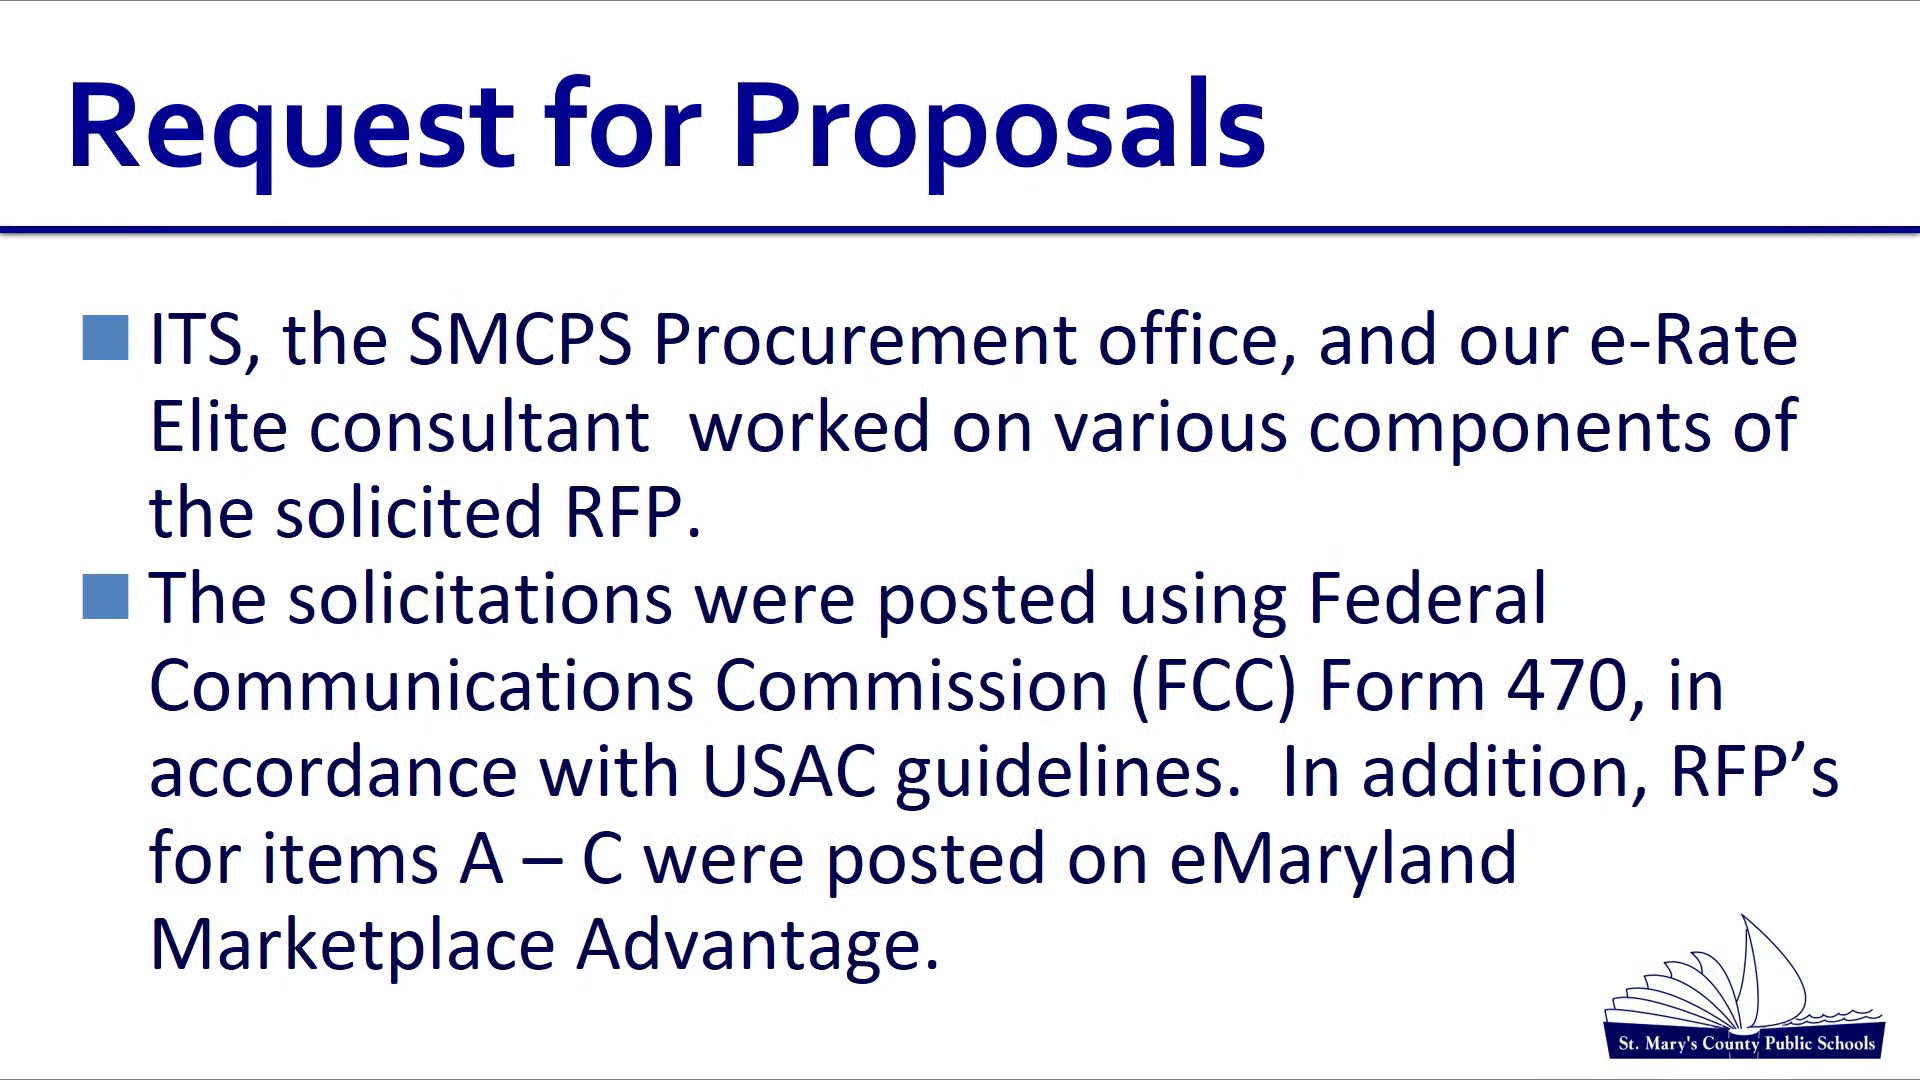 Request for Proposals
ITS, the SMCPS Procurement office, and our e-Rate
Elite consultant  worked on various components of
the solicited RFP.
The solicitations were posted using Federal
Communications Commission (FCC) Form 470, in
accordance with USAC guidelines.  In addition, RFP’s
for items A – C were posted on eMaryland
Marketplace Advantage.
St. Mary's County Public Schools